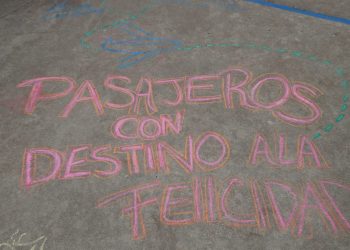 PASAJEROS
CON
DESTINO ALA
FELICIDAD